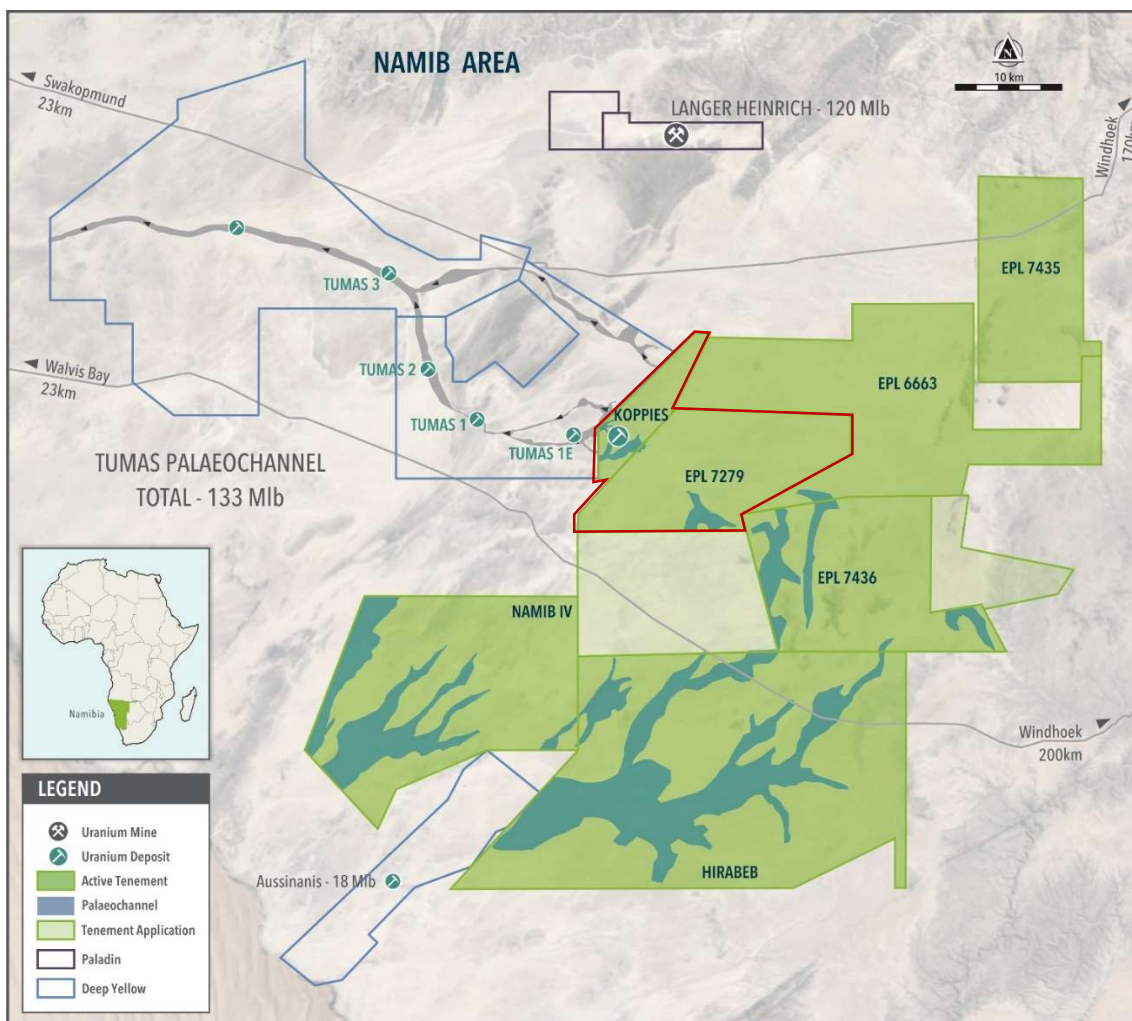 NAMIB AREA
N
10 km
Swakopmund
23km
LANGER HEINRICH - 120 Mlb
Windhoek
170km
EPL 7435
TUMAS 3
Walvis Bay
23km
TUMAS 2
EPL 6663
TUMAS 1
KOPPIES
TUMAS 1E
TUMAS PALAEOCHANNEL
TOTAL - 133 Mlb
EPL 7279
EPL 7436
NAMIB IV
Namibia
Windhoek
200km
LEGEND
Uranium Mine
Uranium Deposit
Active Tenement
Palaeochannel
Tenement Application
Paladin
Deep Yellow
Aussinanis - 18 Mlb
HIRABEB